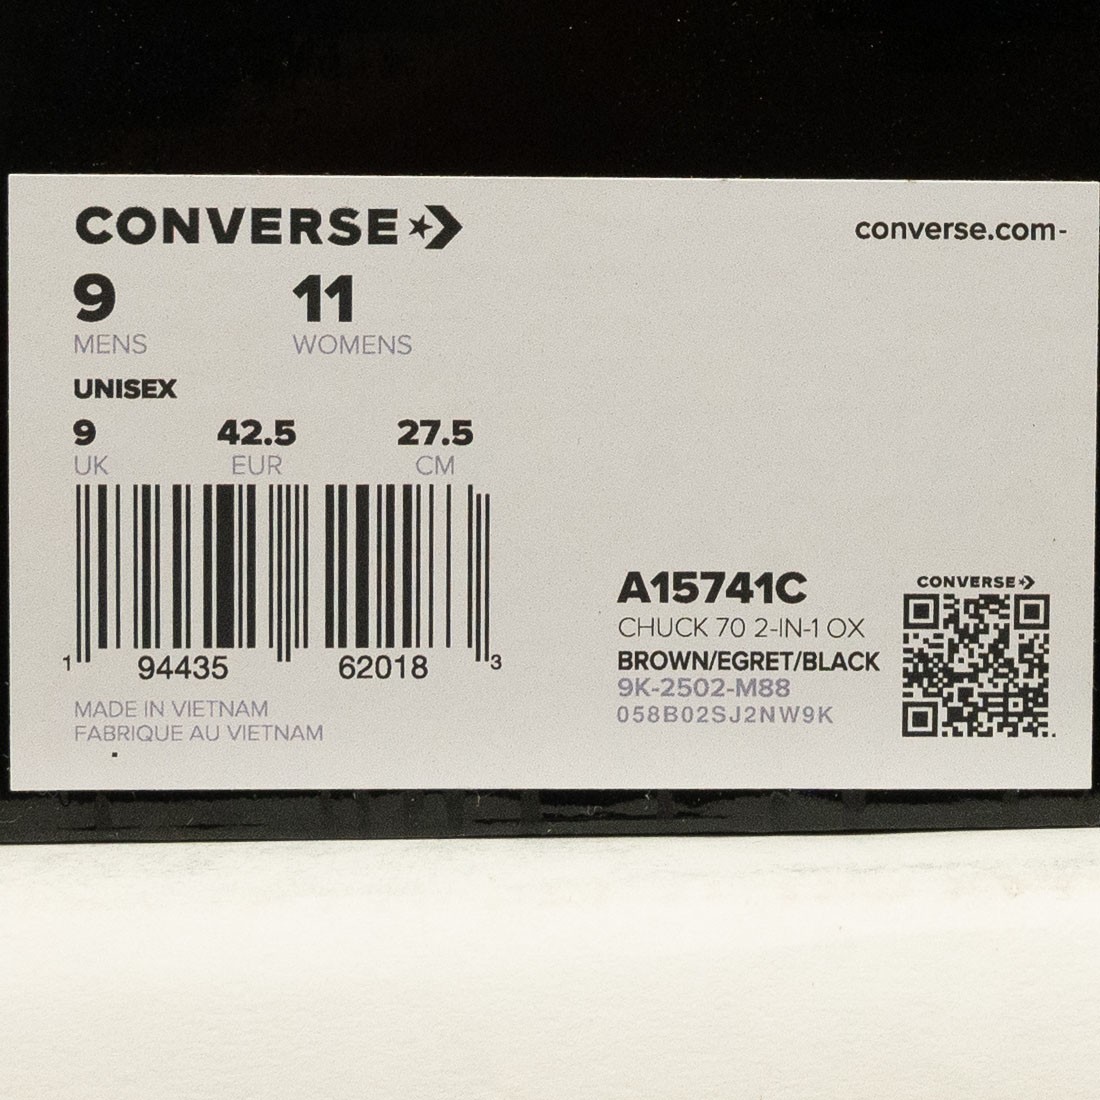 CONVERSE
converse.com-
9 11
MENS WOMENS
UNISEX
9 42.5 27.5
UK EUR CM
1 94435 62018 3
MADE IN VIETNAM
FABRIQUE AU VIETNAM
A15741C
CHUCK 70 2-IN-1 OX
BROWN/EGRET/BLACK
9K-2502-M88
058B02SJ2NW9K
CONVERSE